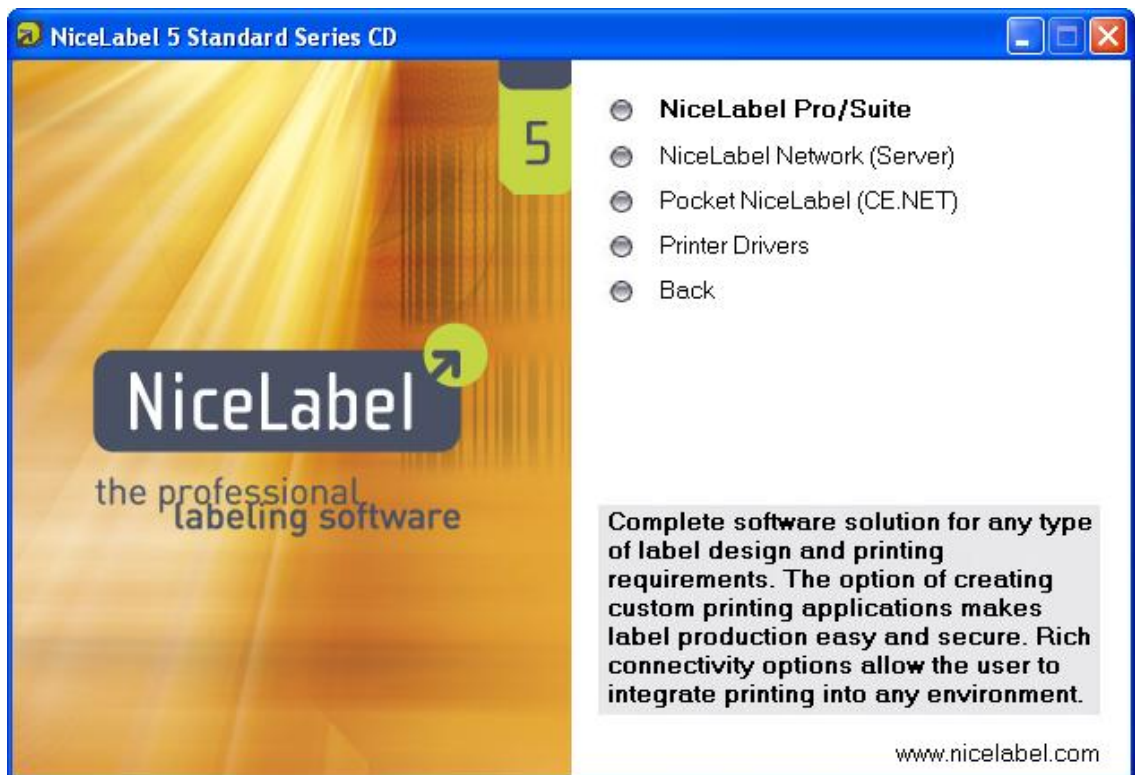 NiceLabel 5 Standard Series CD
5
NiceLabel
the professional
labeling software
NiceLabel Pro/Suite
NiceLabel Network (Server)
Pocket NiceLabel (CE.NET)
Printer Drivers
Back
Complete software solution for any type
of label design and printing
requirements. The option of creating
custom printing applications makes
label production easy and secure. Rich
connectivity options allow the user to
integrate printing into any environment.
www.nicelabel.com